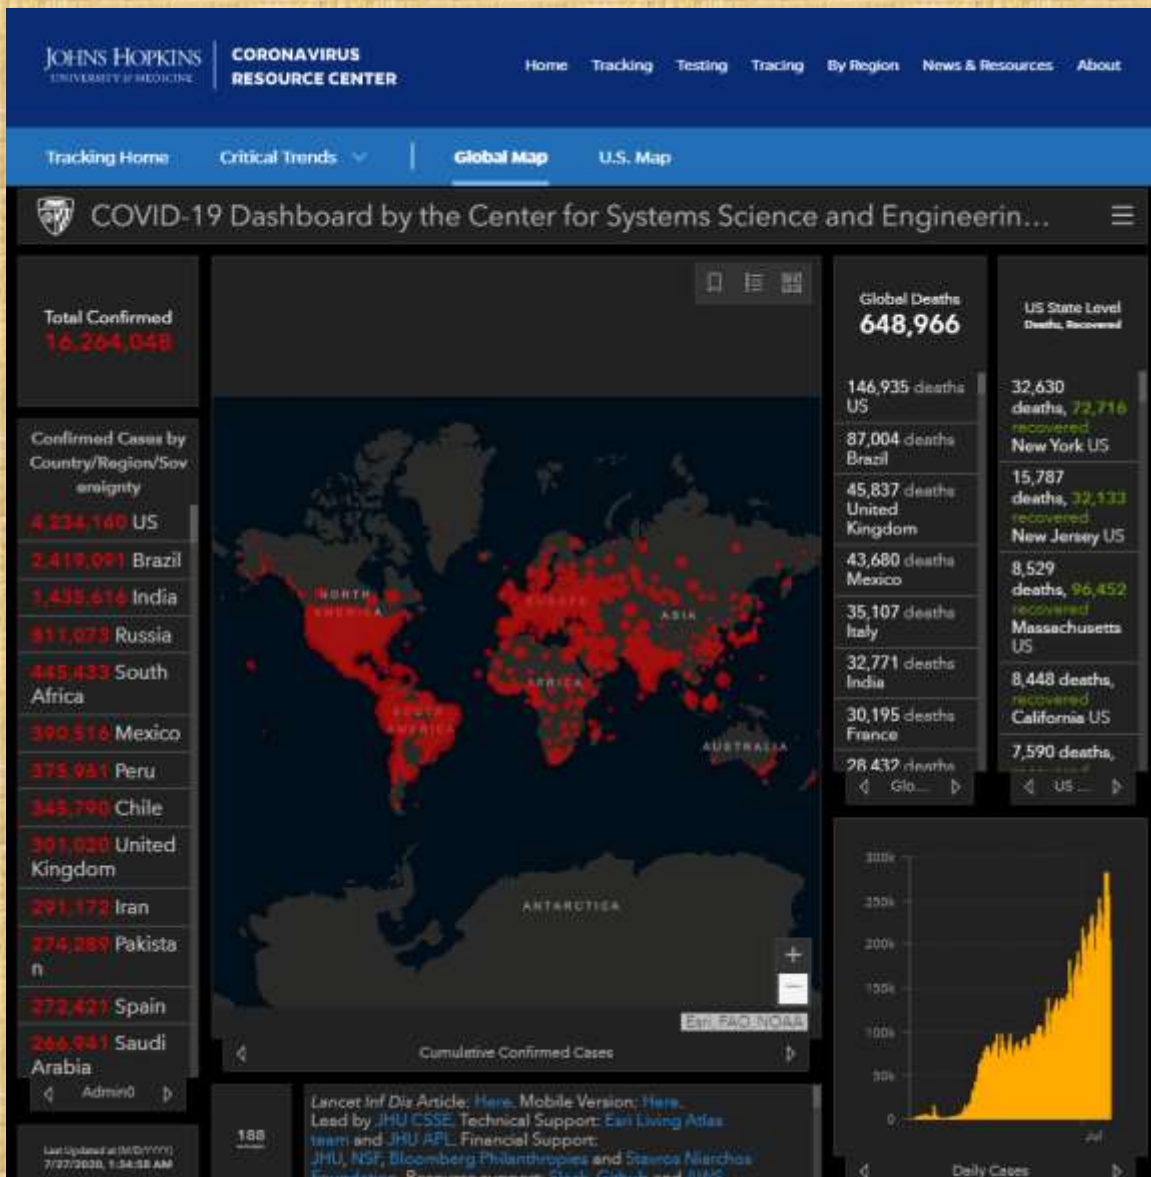 JOHNS HOPKINS
UNIVERSITY & MEDICINE
CORONAVIRUS
RESOURCE CENTER
Home Tracking Testing Tracing By Region News & Resources About
Tracking Home Critical Trends Global Map U.S. Map
COVID-19 Dashboard by the Center for Systems Science and Engineerin...
Total Confirmed
16,264,048
Confirmed Cases by
Country/Region/Sov
ereignty
4,234,140 US
2,419,091 Brazil
1,435,616 India
811,073 Russia
445,433 South
Africa
390,516 Mexico
375,961 Peru
345,790 Chile
301,020 United
Kingdom
291,172 Iran
274,289 Pakista
n
272,421 Spain
266,941 Saudi
Arabia
Admin0
Last Updated at (M/D/YYYY)
7/27/2020, 1:34:58 AM
NORTH
AMERICA
SOUTH
AMERICA
EUROPE
AFRICA
ASIA
AUSTRALIA
ANTARCTICA
+
Esri, FAO, NOAA
Cumulative Confirmed Cases
188
Lancet Inf Dis Article: Here. Mobile Version: Here.
Lead by JHU CSSE. Technical Support: Esri Living Atlas
team and JHU APL. Financial Support:
JHU, NSF, Bloomberg Philanthropies and Stavros Niarchos
Global Deaths
648,966
146,935 deaths
US
87,004 deaths
Brazil
45,837 deaths
United
Kingdom
43,680 deaths
Mexico
35,107 deaths
Italy
32,771 deaths
India
30,195 deaths
France
28,432 deaths
Glo...
US State Level
Deaths, Recovered
32,630
deaths, 72,716
recovered
New York US
15,787
deaths, 32,133
recovered
New Jersey US
8,529
deaths, 96,452
recovered
Massachusetts
US
8,448 deaths,
recovered
California US
7,590 deaths,
US ...
300k
250k
200k
150k
100k
50k
0
Jul
Daily Cases